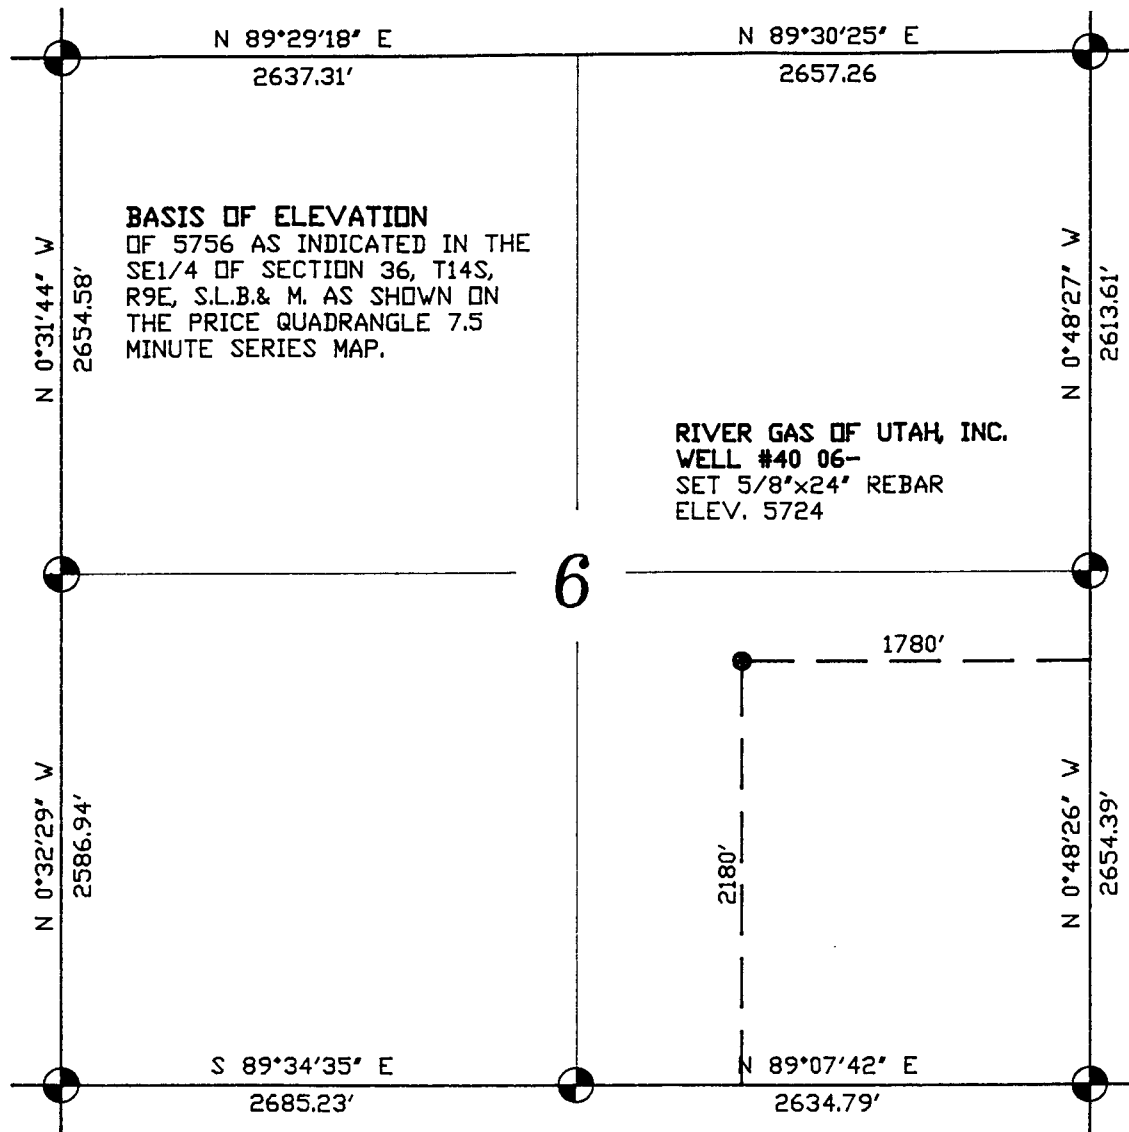 N 89°29'18" E
2637.31'
N 89°30'25" E
2657.26
N 0°31'44" W
2654.58'
BASIS OF ELEVATION
OF 5756 AS INDICATED IN THE
SE1/4 OF SECTION 36, T14S,
R9E, S.L.B.& M. AS SHOWN ON
THE PRICE QUADRANGLE 7.5
MINUTE SERIES MAP.
N 0°48'27" W
2613.61'
RIVER GAS OF UTAH, INC.
WELL #40 06-
SET 5/8"x24" REBAR
ELEV. 5724
6
1780'
2180'
N 0°32'29" W
2586.94'
N 0°48'26" W
2654.39'
S 89°34'35" E
2685.23'
N 89°07'42" E
2634.79'